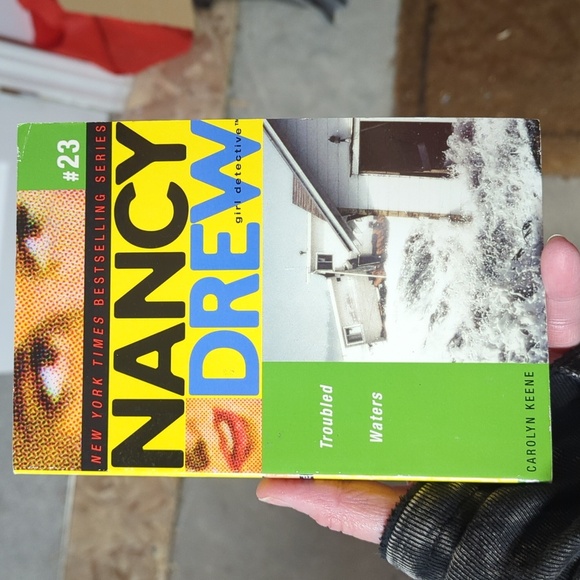 #23
NEW YORK TIMES BESTSELLING SERIES
NANCY
DREW
girl detective™
Troubled
Waters
CAROLYN KEENE